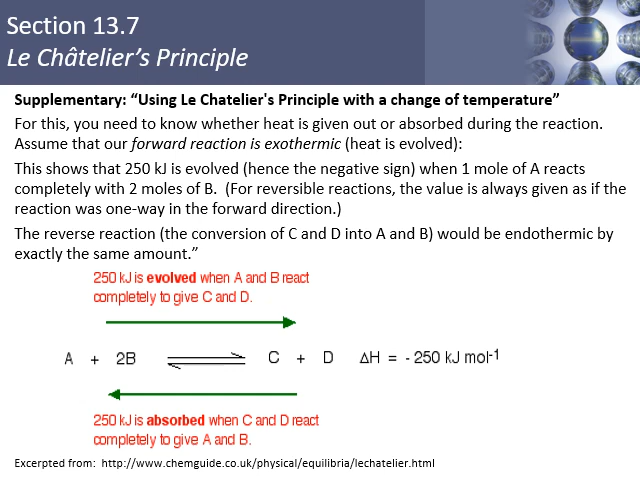 Section 13.7
Le Châtelier’s Principle
Supplementary: “Using Le Chatelier's Principle with a change of temperature”
For this, you need to know whether heat is given out or absorbed during the reaction.
Assume that our forward reaction is exothermic (heat is evolved):
This shows that 250 kJ is evolved (hence the negative sign) when 1 mole of A reacts
completely with 2 moles of B.  (For reversible reactions, the value is always given as if the
reaction was one-way in the forward direction.)
The reverse reaction (the conversion of C and D into A and B) would be endothermic by
exactly the same amount.”
250 kJ is evolved when A and B react
completely to give C and D.
A + 2B ⇌ C + D ΔH = - 250 kJ mol-1
250 kJ is absorbed when C and D react
completely to give A and B.
Excerpted from:  http://www.chemguide.co.uk/physical/equilibria/lechatelier.html